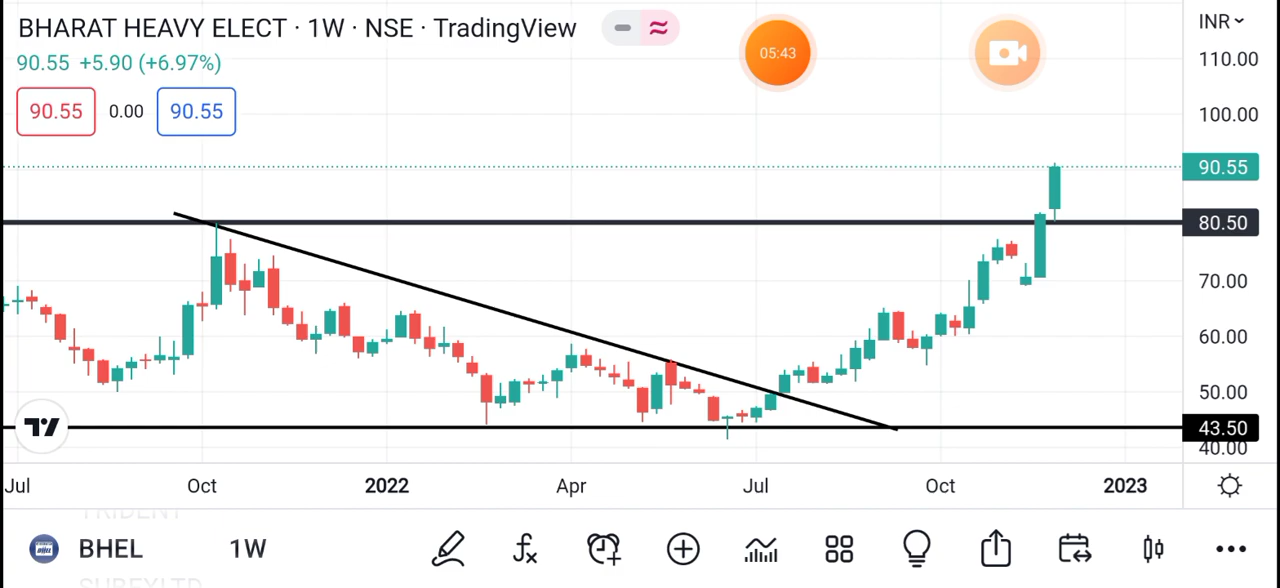 BHARAT HEAVY ELECT · 1W · NSE · TradingView
05:43
INR
90.55 +5.90 (+6.97%)
110.00
90.55 0.00 90.55
100.00
90.55
80.50
70.00
60.00
50.00
43.50
40.00
Jul Oct 2022 Apr Jul Oct 2023
TRIDENT
BHEL 1W
SUBEXLTD